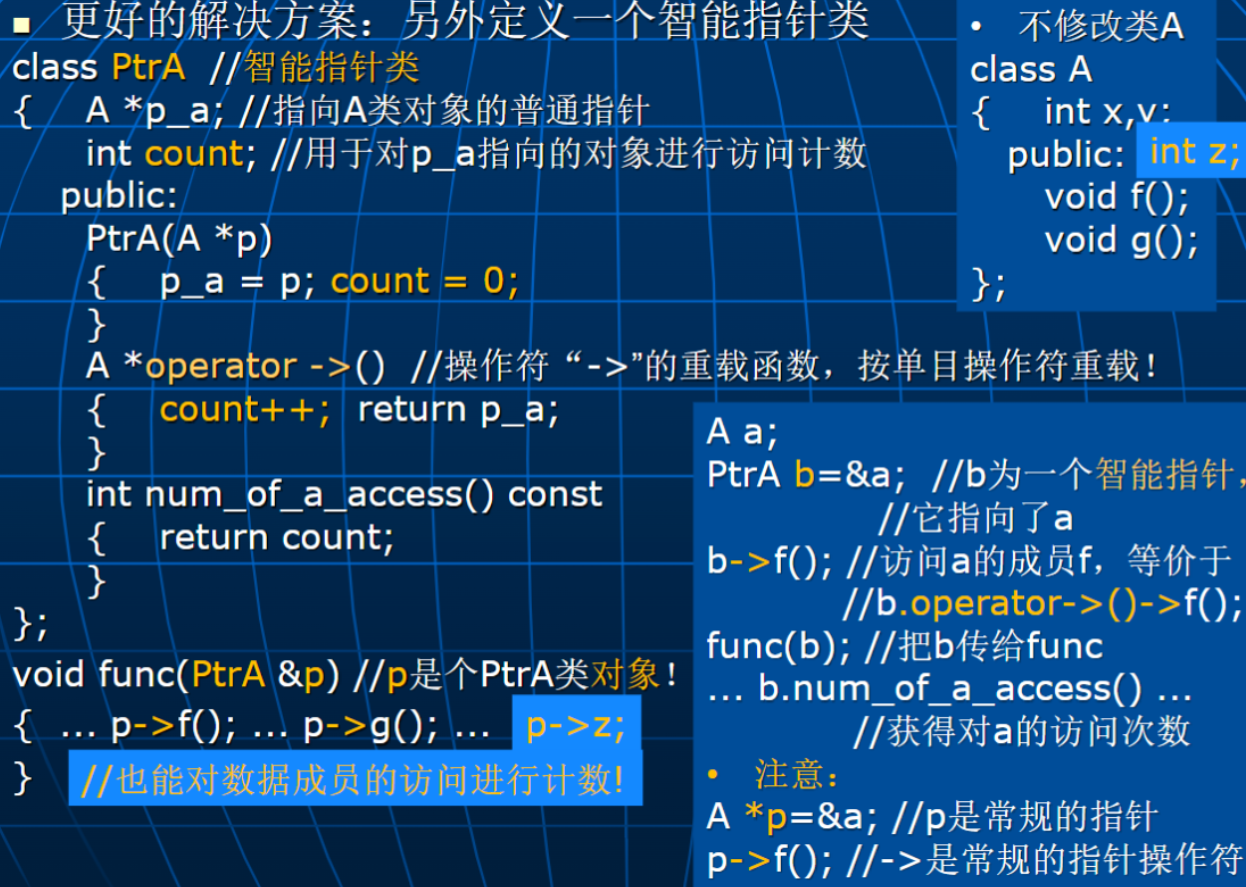 ▪ 更好的解决方案：另外定义一个智能指针类
class PtrA //智能指针类
{ A *p_a; //指向A类对象的普通指针
int count; //用于对p_a指向的对象进行访问计数
public:
PtrA(A *p)
{ p_a = p; count = 0;
}
A *operator ->() //操作符“->”的重载函数，按单目操作符重载！
{ count++; return p_a;
}
int num_of_a_access() const
{ return count;
}
};
void func(PtrA &p) //p是个PtrA类对象！
{ … p->f(); … p->g(); … p->z;
} //也能对数据成员的访问进行计数!
• 不修改类A
class A
{ int x,y;
public: int z;
void f();
void g();
};
A a;
PtrA b=&a; //b为一个智能指针，
//它指向了a
b->f(); //访问a的成员f，等价于
//b.operator->()->f();
func(b); //把b传给func
… b.num_of_a_access() …
//获得对a的访问次数
• 注意：
A *p=&a; //p是常规的指针
p->f(); //->是常规的指针操作符